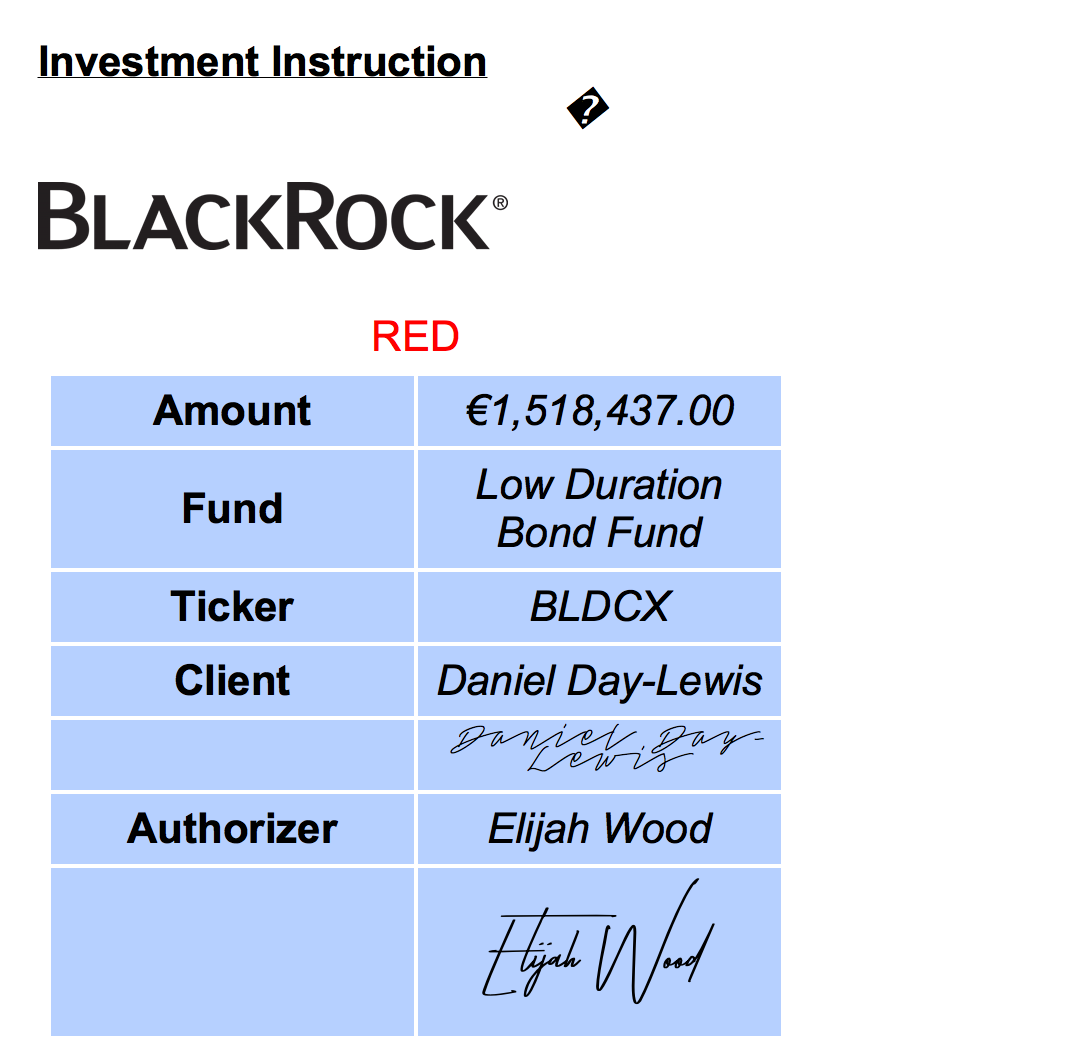 Investment Instruction
�
BLACKROCK®
RED
Amount €1,518,437.00
Fund Low Duration
Bond Fund
Ticker BLDCX
Client Daniel Day-Lewis
Daniel Day-
Lewis
Authorizer Elijah Wood
Elijah Wood